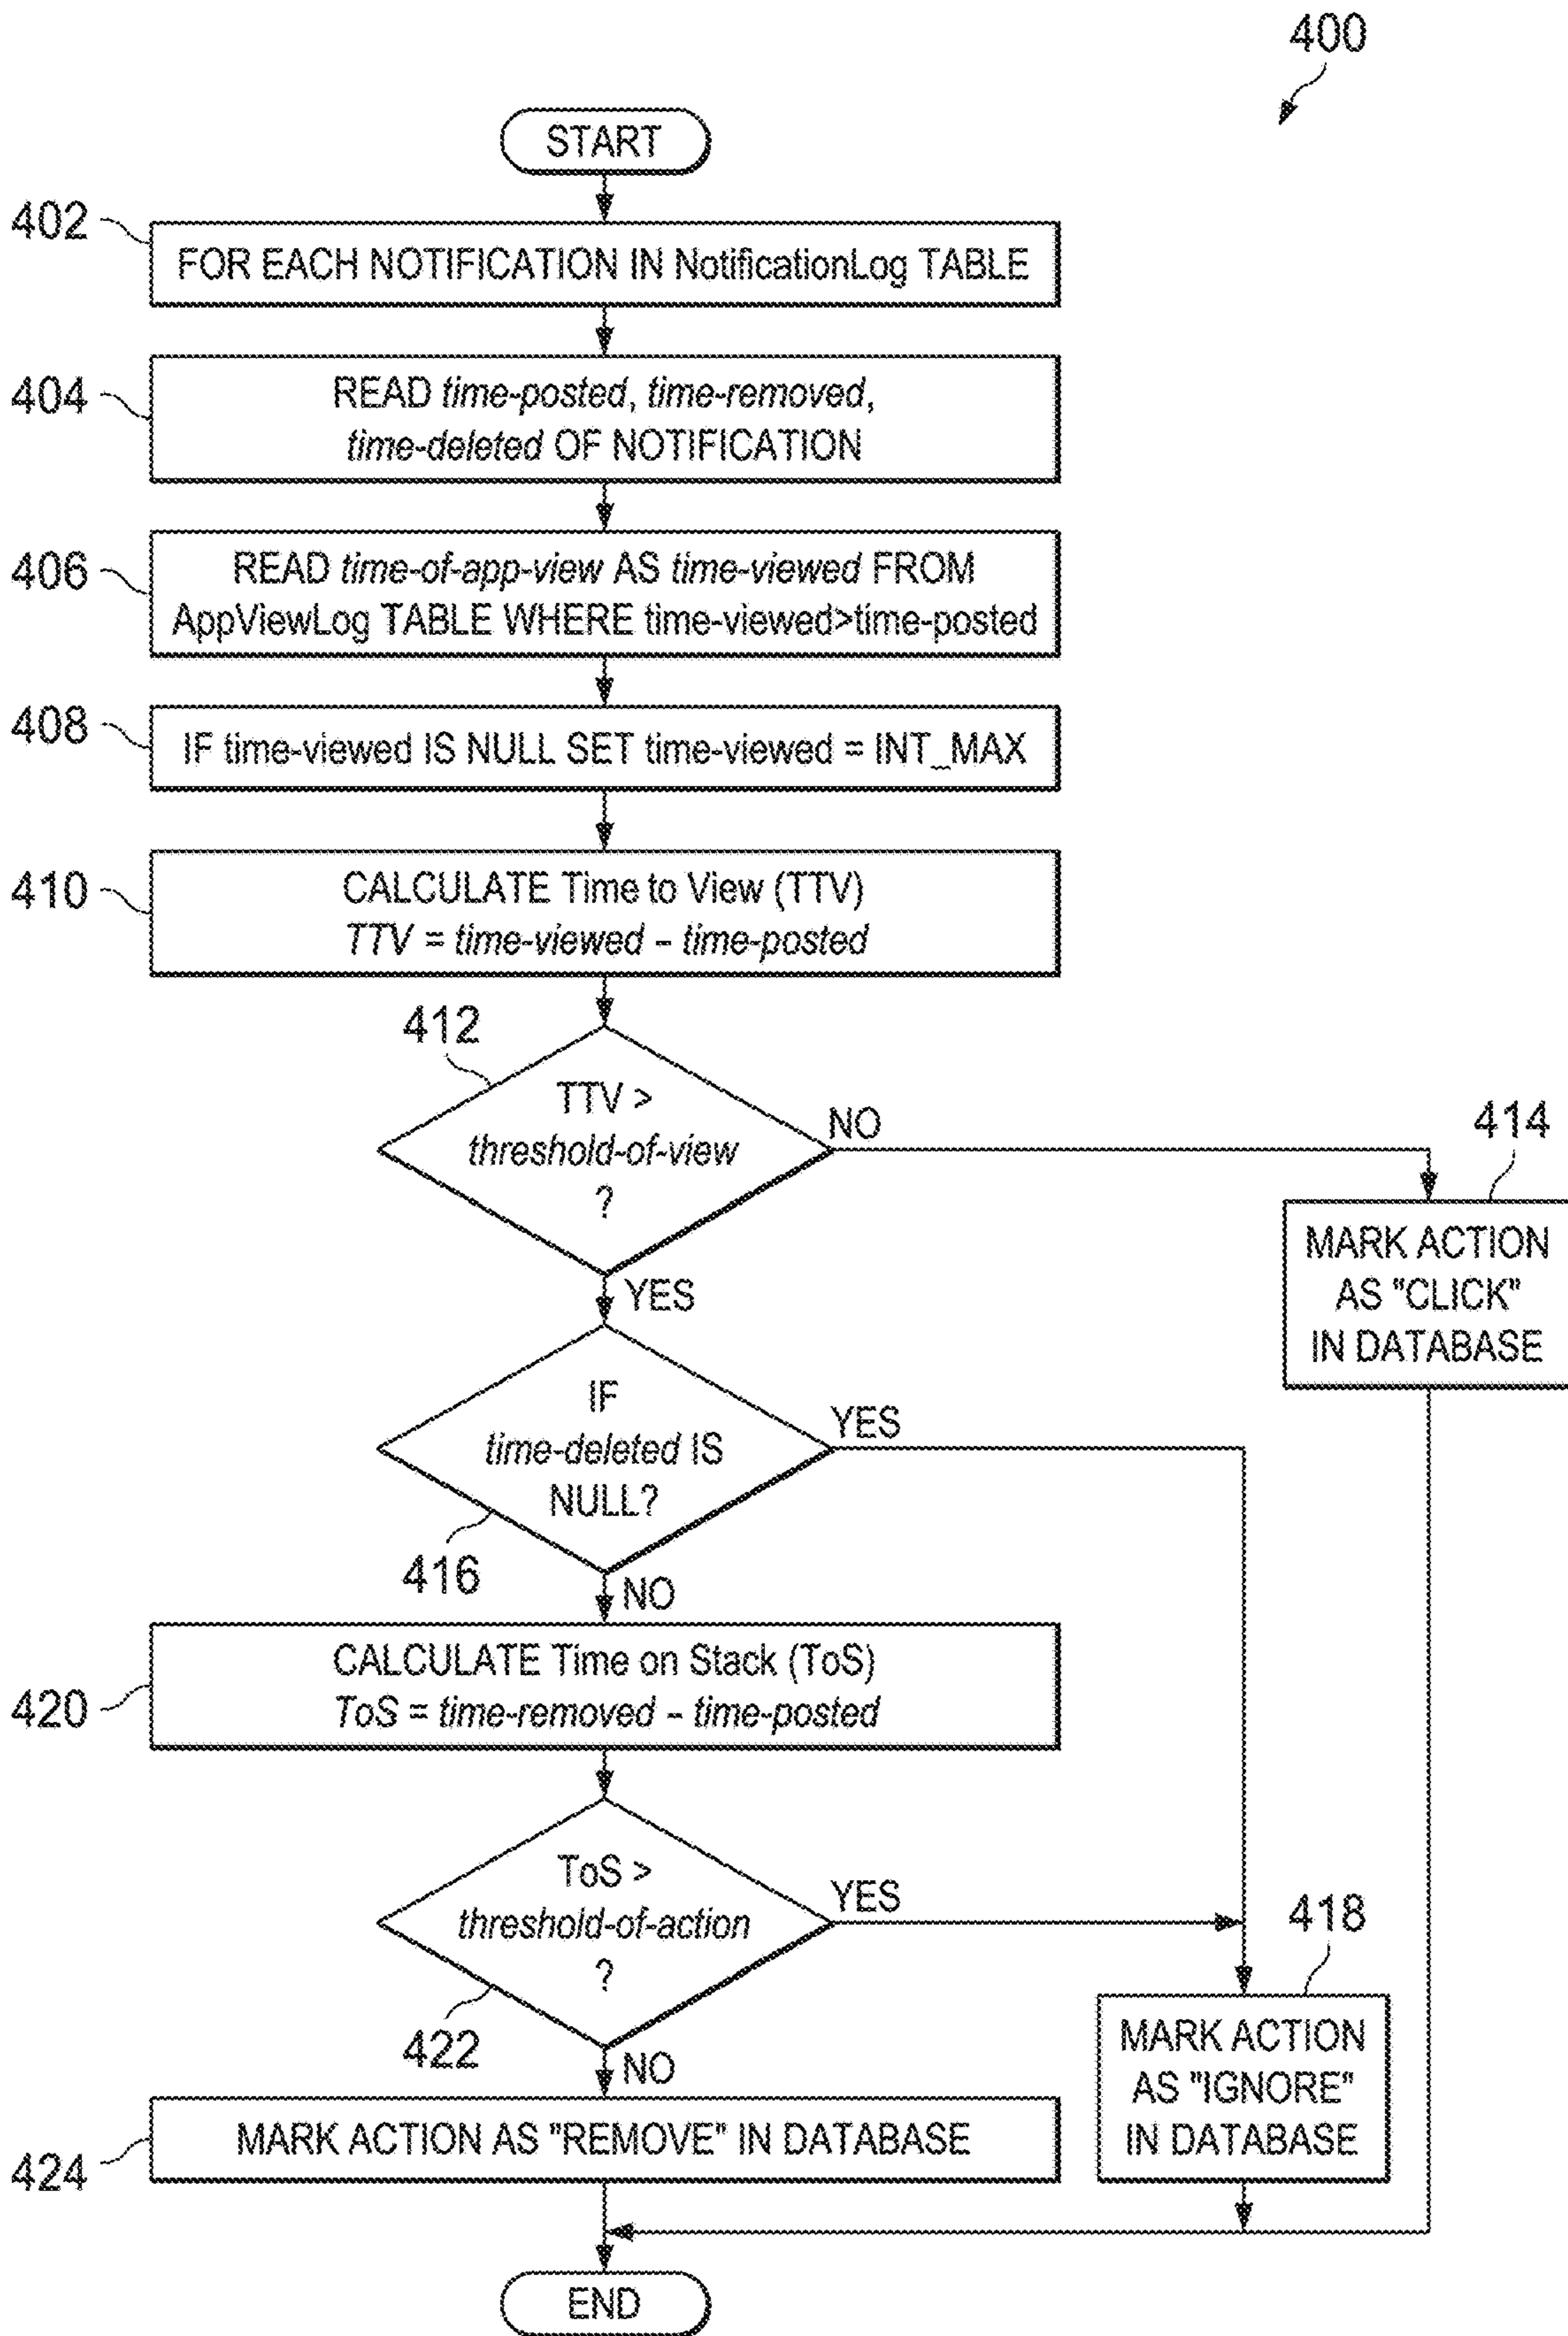 400
START
402
FOR EACH NOTIFICATION IN NotificationLog TABLE
404
READ time-posted, time-removed,
time-deleted OF NOTIFICATION
406
READ time-of-app-view AS time-viewed FROM
AppViewLog TABLE WHERE time-viewed>time-posted
408
IF time-viewed IS NULL SET time-viewed = INT_MAX
410
CALCULATE Time to View (TTV)
TTV = time-viewed – time-posted
412
TTV >
threshold-of-view
?
NO
YES
414
MARK ACTION
AS "CLICK"
IN DATABASE
IF
time-deleted IS
NULL?
YES
416
NO
420
CALCULATE Time on Stack (ToS)
ToS = time-removed – time-posted
ToS >
threshold-of-action
?
YES
422
NO
418
MARK ACTION
AS "IGNORE"
IN DATABASE
424
MARK ACTION AS "REMOVE" IN DATABASE
END